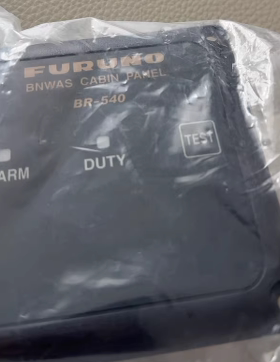 FURUNO
BNWAS CABIN PANEL
BR-540
TEST
DUTY
ARM